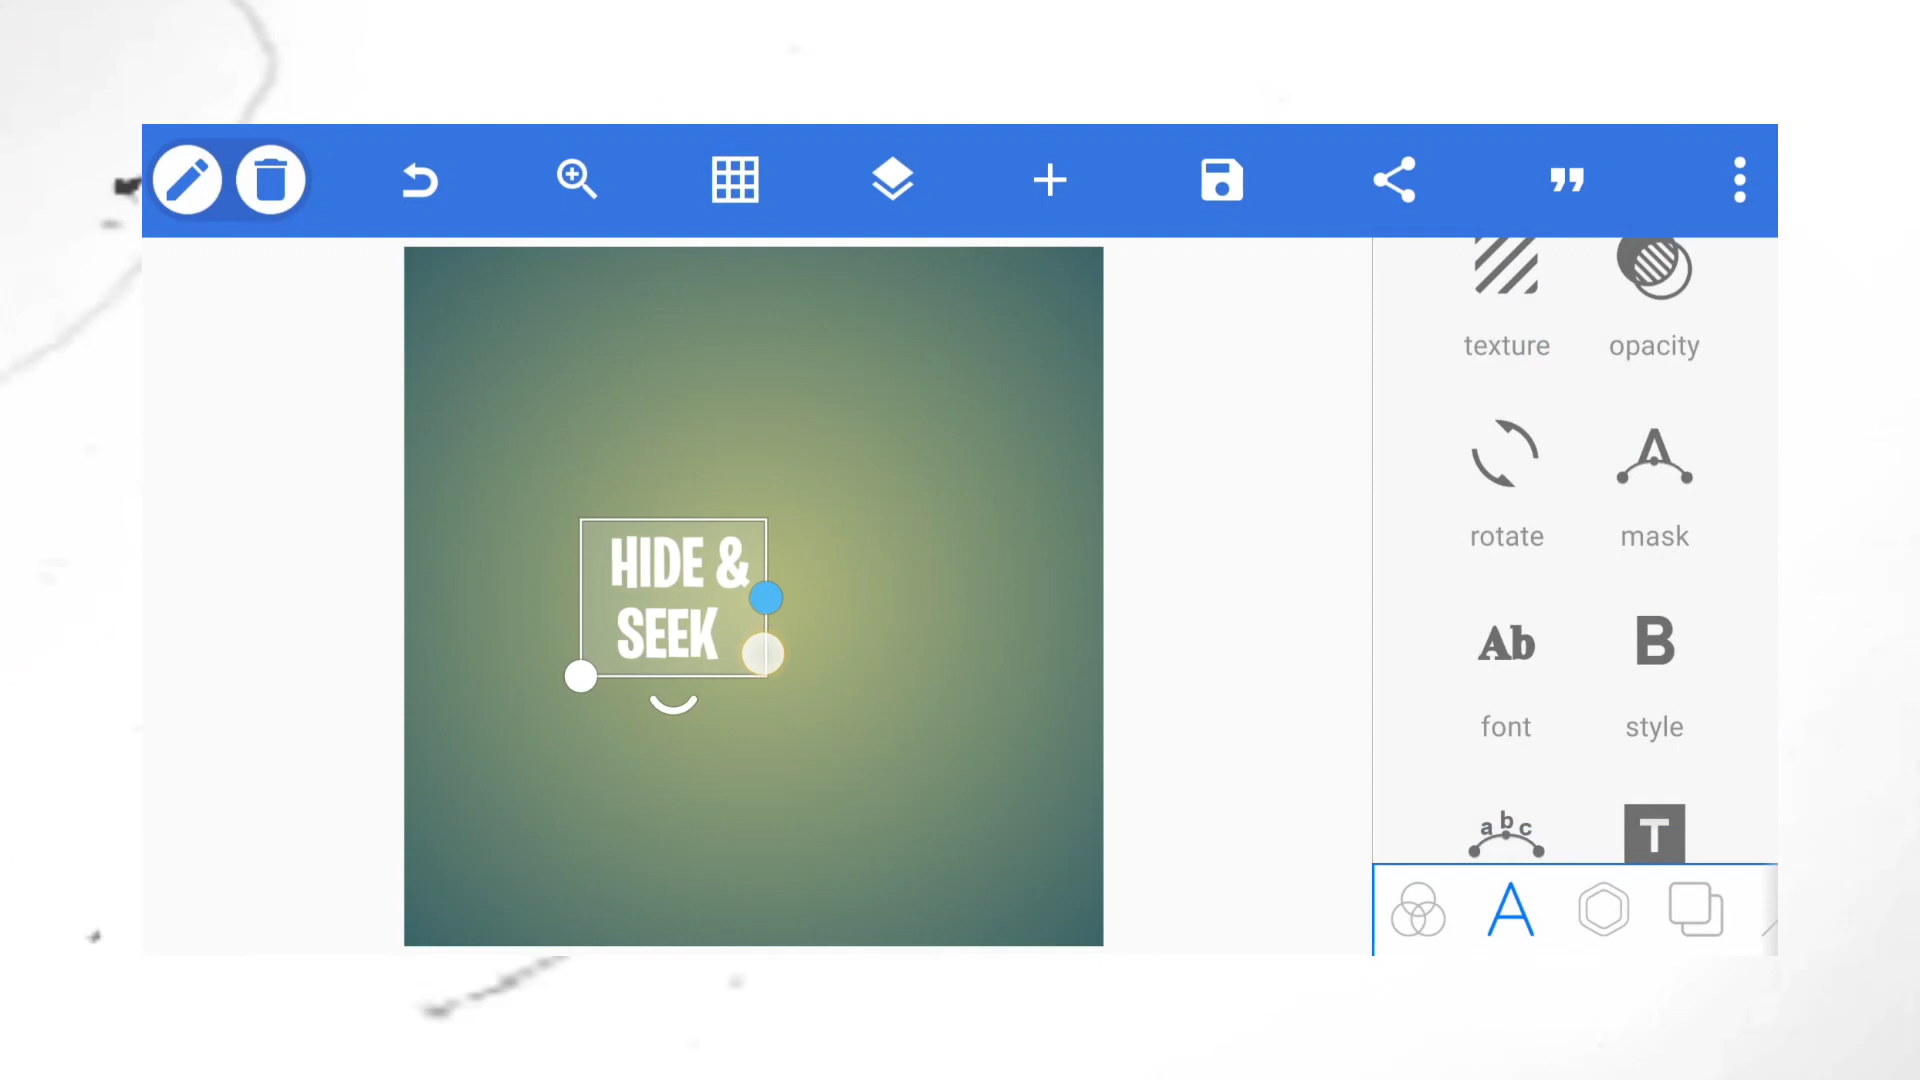 texture
opacity
HIDE &
SEEK
rotate
mask
Ab
B
font
style
abc
T
A